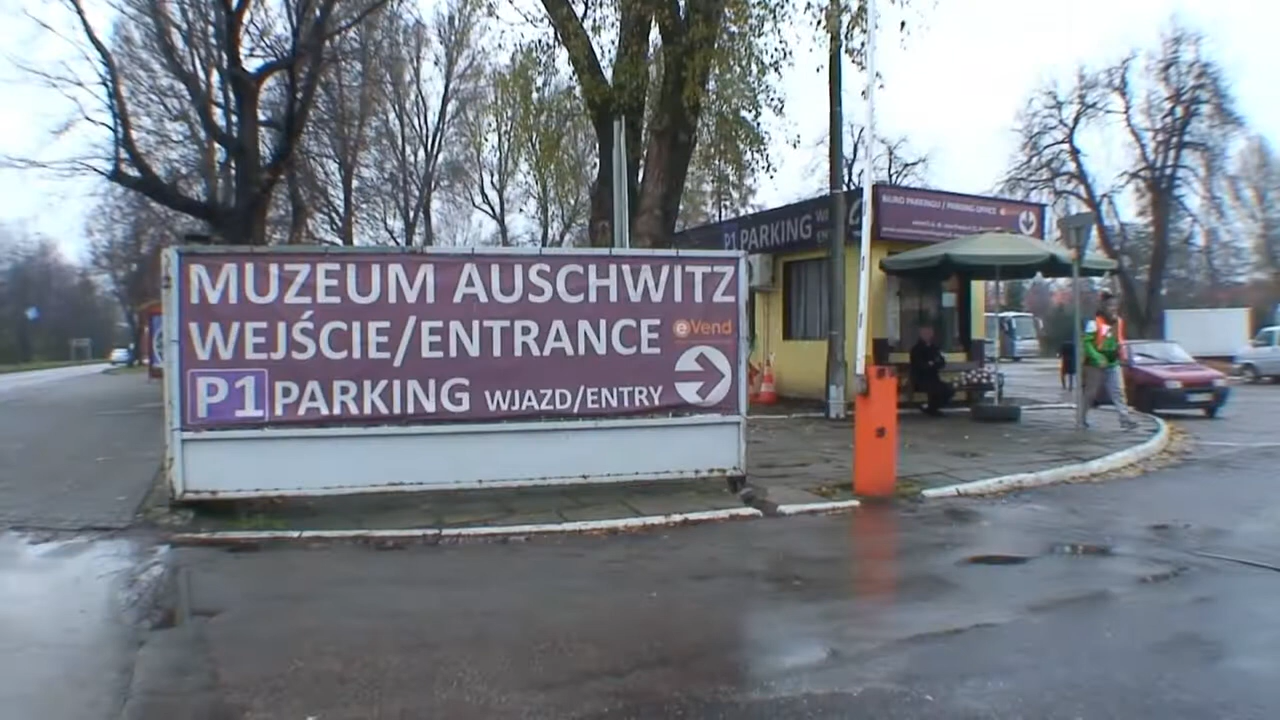 MUZEUM AUSCHWITZ
WEJŚCIE/ENTRANCE
eVend
P1 PARKING WJAZD/ENTRY
P1 PARKING
BIURO PARKINGU / PARKING OFFICE